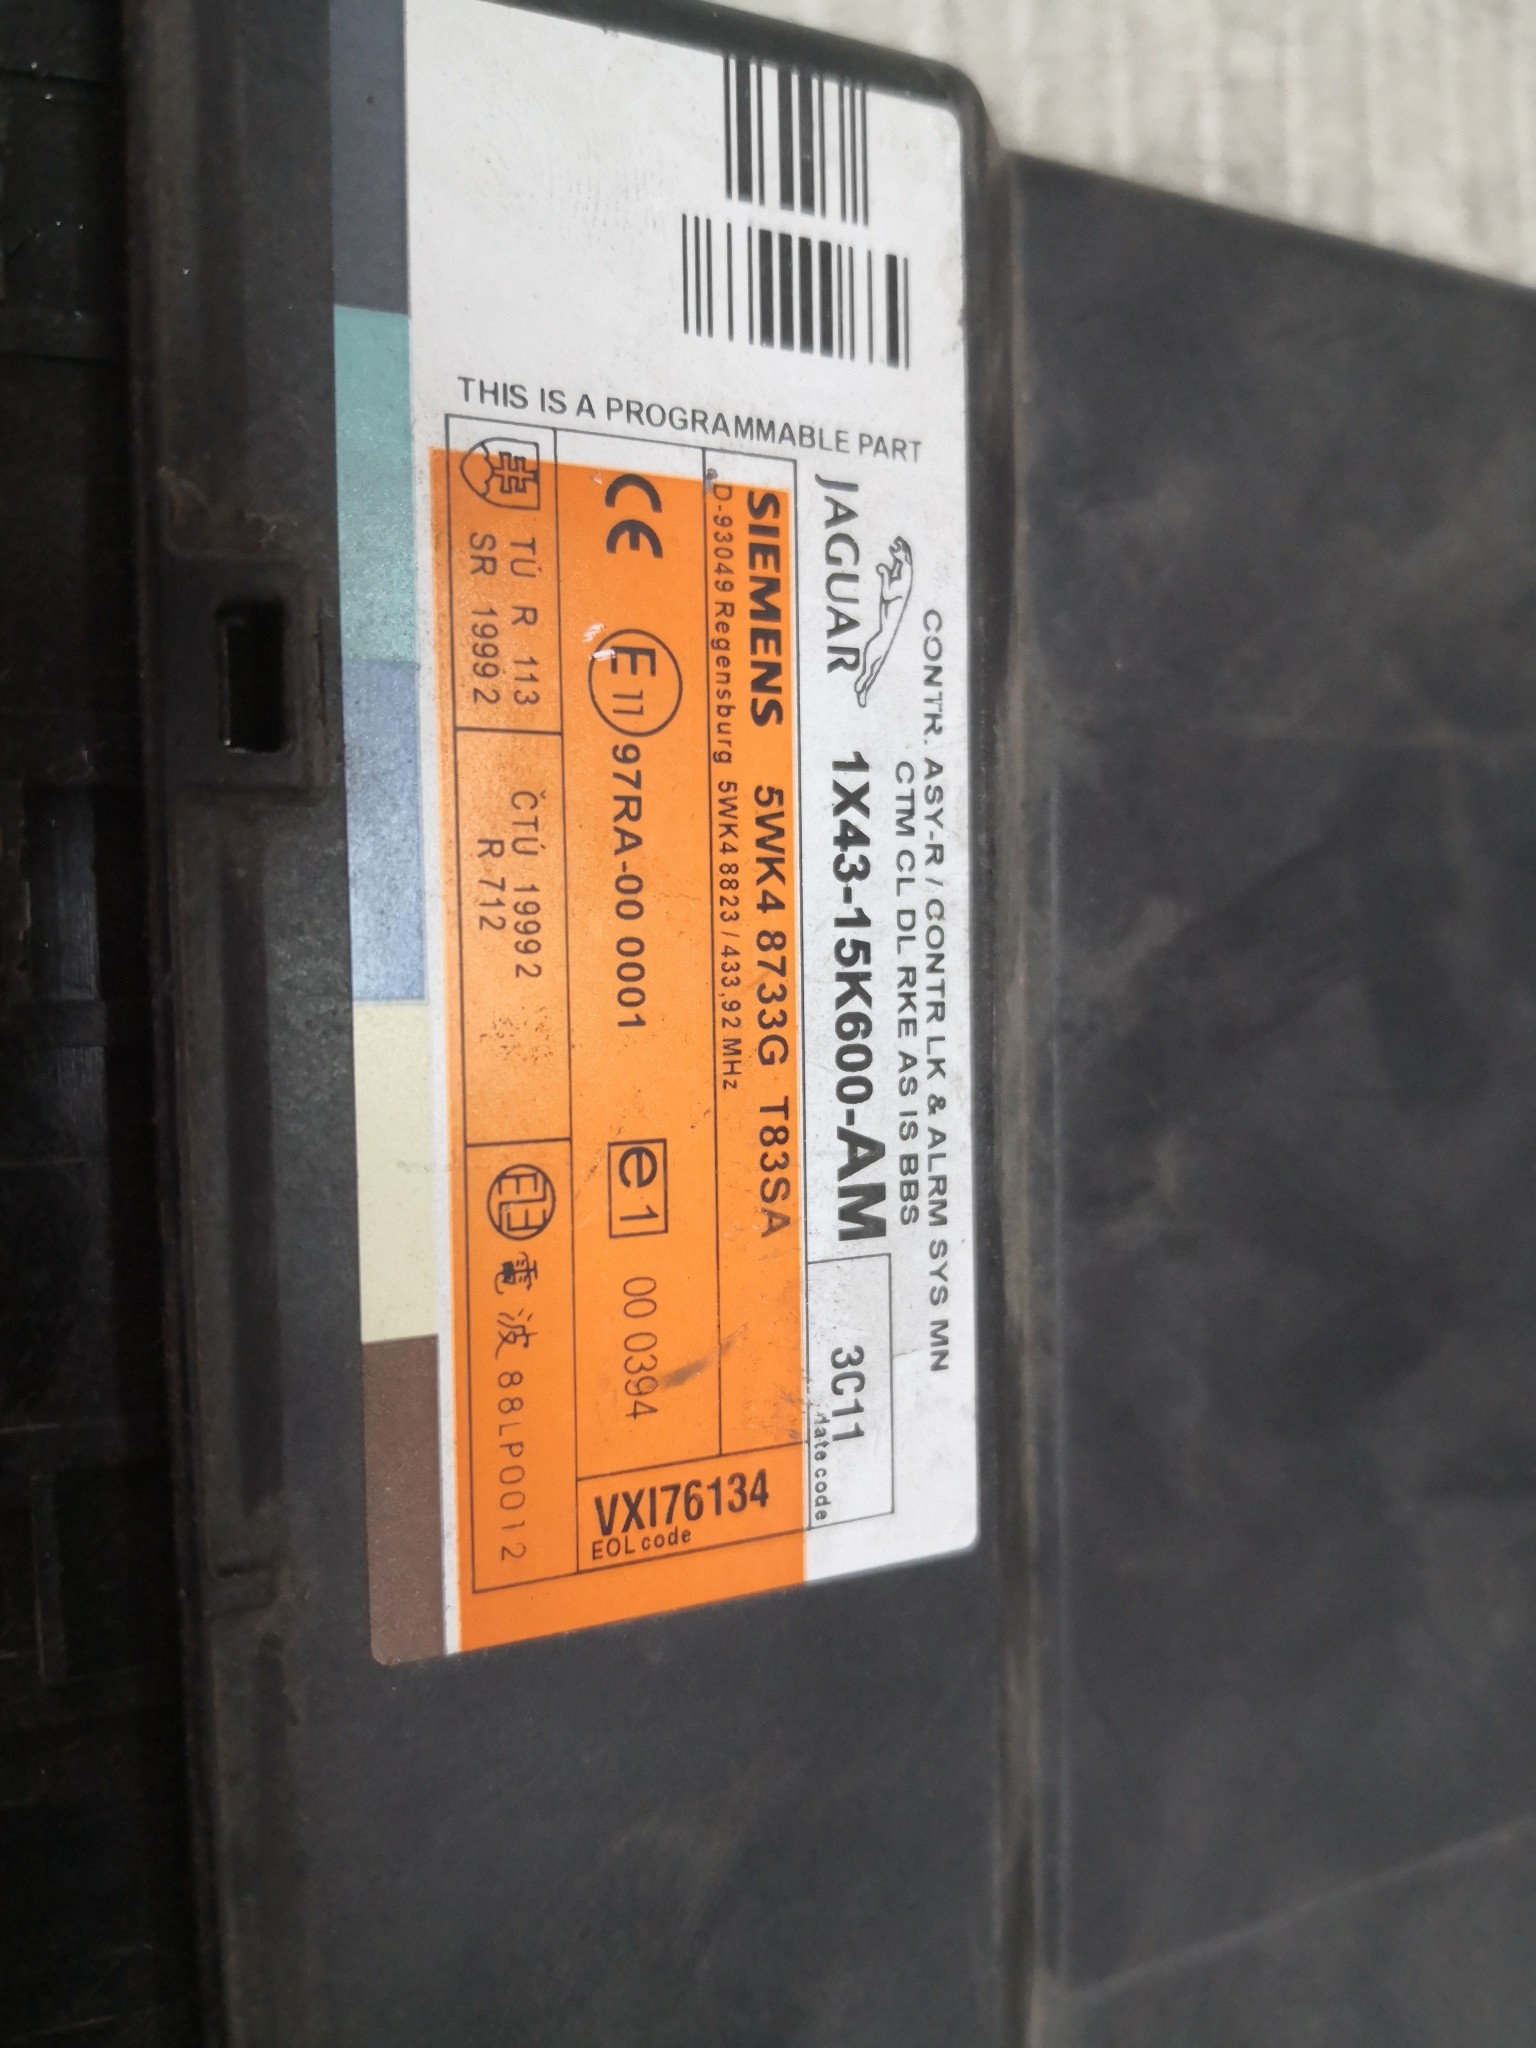 CONTR. ASY-R / CONTR LK & ALRM SYS MN
CTM CL DL RKE AS IS BBS
JAGUAR 1X43-15K600-AM 3C11
date code
SIEMENS 5WK4 8733G T83SA
D-93049 Regensburg 5WK4 8823 / 433,92 MHz
CE E11 97RA-00 0001 e1 00 0394
VXI76134
EOL code
TÚ R 113
SR 1999 2
ČTÚ 1999 2
R 712
電波 88LP0012
THIS IS A PROGRAMMABLE PART